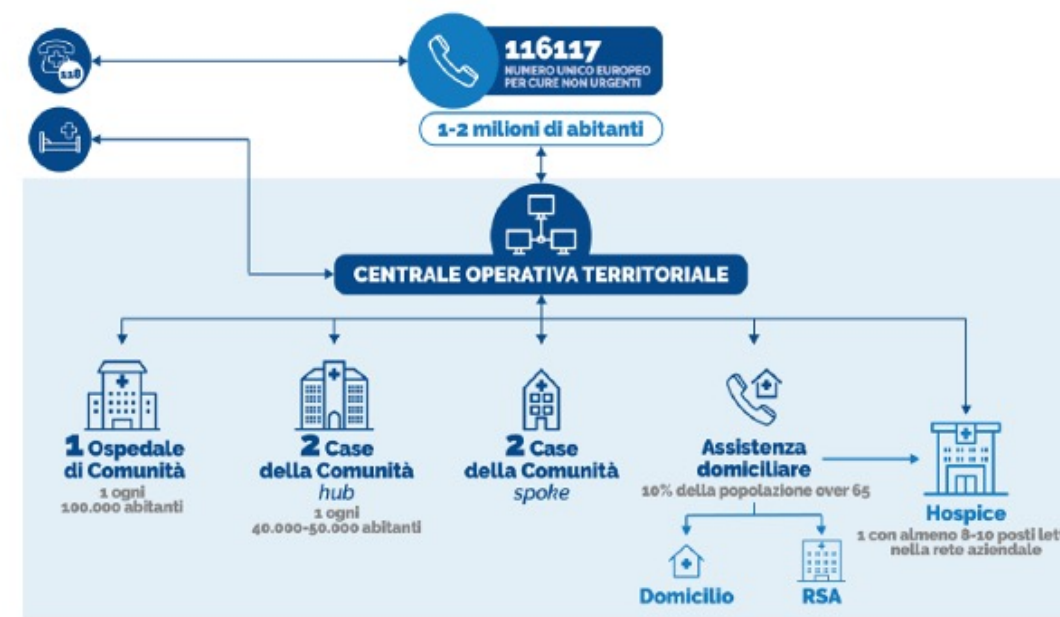 118
116117
NUMERO UNICO EUROPEO
PER CURE NON URGENTI
1-2 milioni di abitanti
CENTRALE OPERATIVA TERRITORIALE
1 Ospedale
di Comunità
1 ogni
100.000 abitanti
2 Case
della Comunità
hub
1 ogni
40.000-50.000 abitanti
2 Case
della Comunità
spoke
Assistenza
domiciliare
10% della popolazione over 65
Domicilio
RSA
Hospice
1 con almeno 8-10 posti let
nella rete aziendale